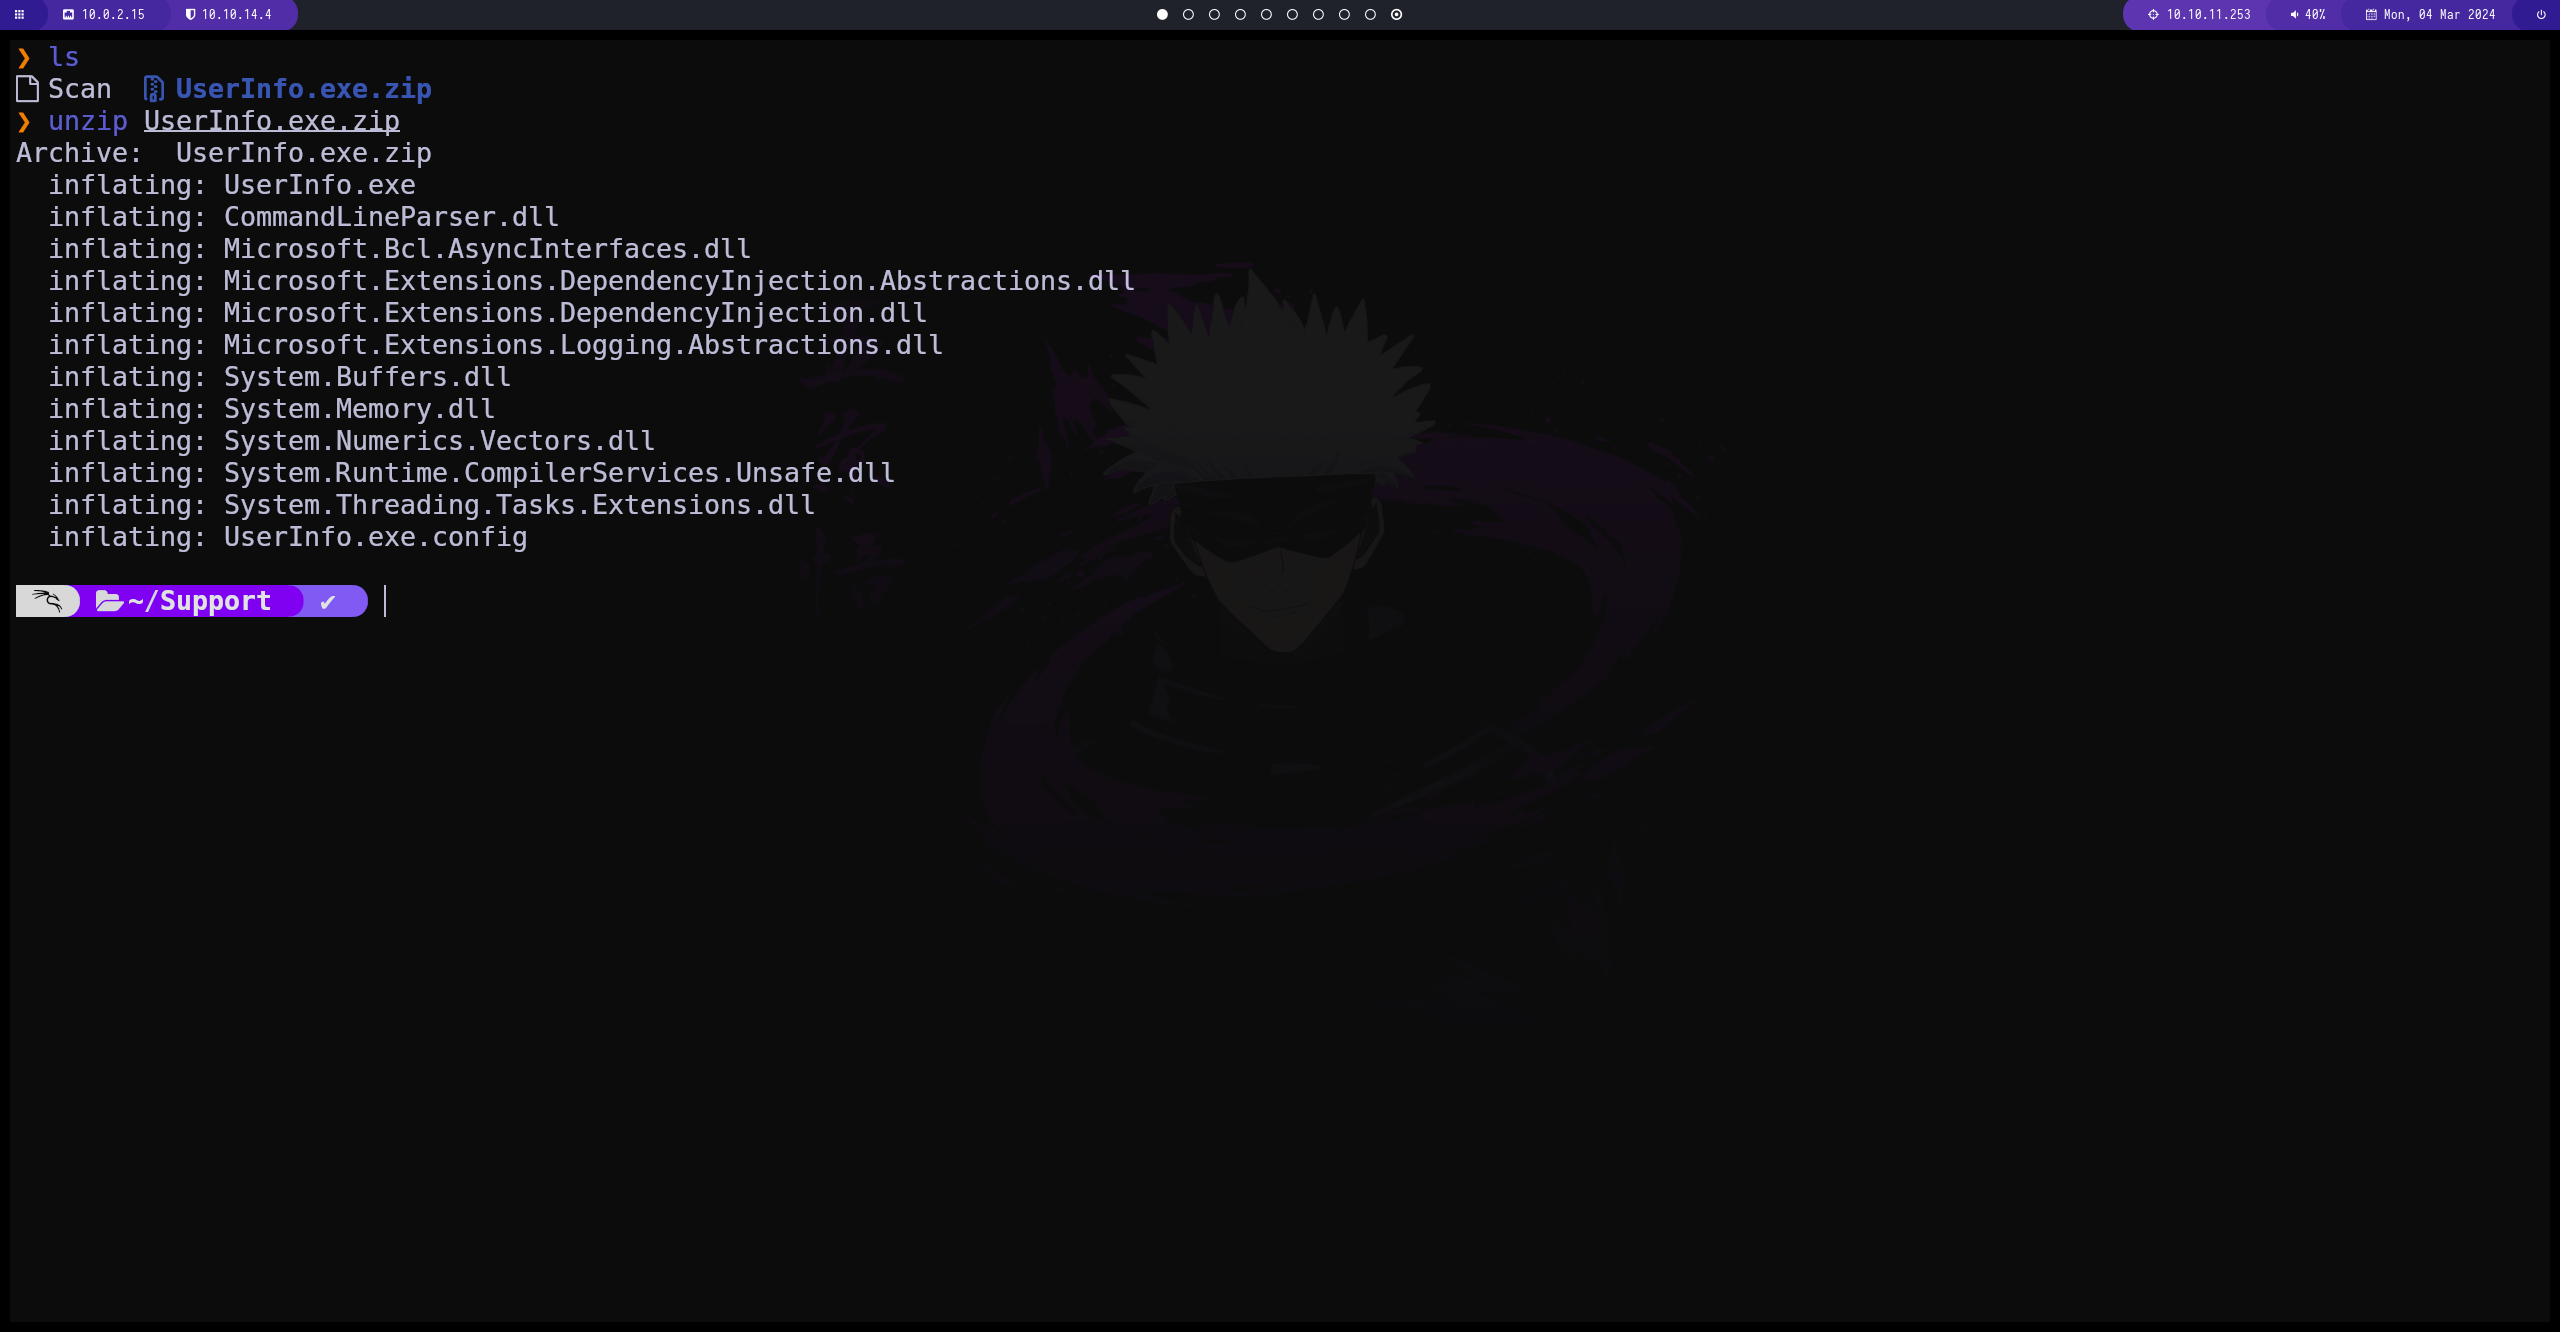 10.0.2.15 10.10.14.4 10.10.11.253 40% Mon, 04 Mar 2024
❯ ls
Scan UserInfo.exe.zip
❯ unzip UserInfo.exe.zip
Archive:  UserInfo.exe.zip
  inflating: UserInfo.exe
  inflating: CommandLineParser.dll
  inflating: Microsoft.Bcl.AsyncInterfaces.dll
  inflating: Microsoft.Extensions.DependencyInjection.Abstractions.dll
  inflating: Microsoft.Extensions.DependencyInjection.dll
  inflating: Microsoft.Extensions.Logging.Abstractions.dll
  inflating: System.Buffers.dll
  inflating: System.Memory.dll
  inflating: System.Numerics.Vectors.dll
  inflating: System.Runtime.CompilerServices.Unsafe.dll
  inflating: System.Threading.Tasks.Extensions.dll
  inflating: UserInfo.exe.config
~/Support ✔